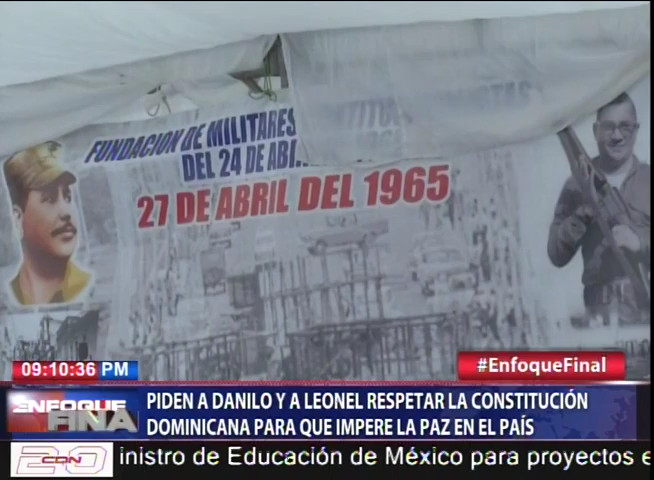 FUNDACION DE MILITARES
DEL 24 DE
27 DE ABRIL DEL 1965
#EnfoqueFinal
09:10:36 PM
ENFOQUE
FINA
PIDEN A DANILO Y A LEONEL RESPETAR LA CONSTITUCIÓN
DOMINICANA PARA QUE IMPERE LA PAZ EN EL PAÍS
CDN
inistro de Educación de México para proyectos e